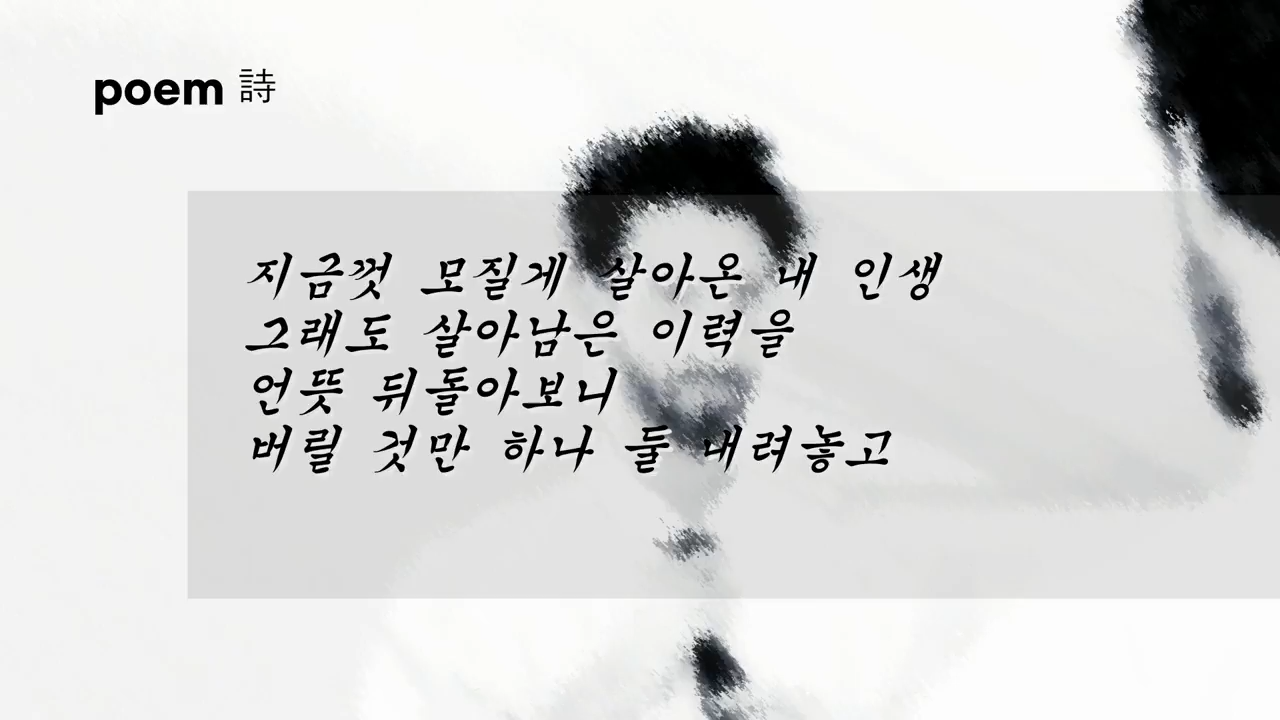 poem 詩
지금껏 모질게 살아온 내 인생
그래도 살아남은 이력을
언뜻 뒤돌아보니
버릴 것만 하나 둘 내려놓고